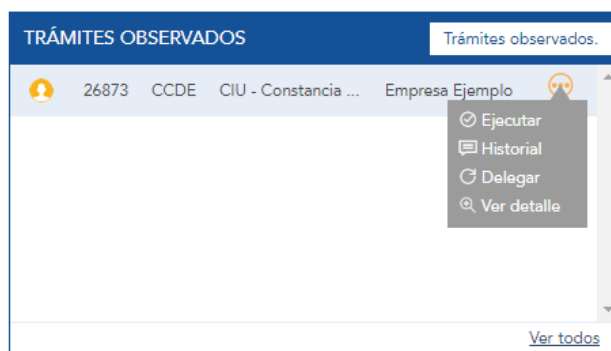 TRÁMITES OBSERVADOS Trámites observados.
26873 CCDE CIU - Constancia ... Empresa Ejemplo
Ejecutar
Historial
Delegar
Ver detalle
Ver todos